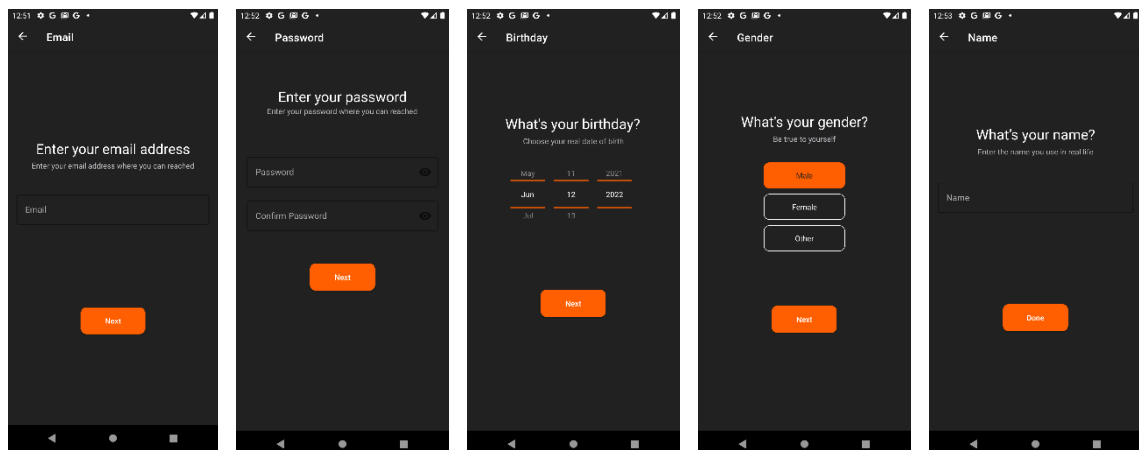 12:51 G G
Email
Enter your email address
Enter your email address where you can reached
Email
Next
12:52 G G
Password
Enter your password
Enter your password where you can reached
Password
Confirm Password
Next
12:52 G G
Birthday
What's your birthday?
Choose your real date of birth
May 11 2021
Jun 12 2022
Jul 13
Next
12:52 G G
Gender
What's your gender?
Be true to yourself
Male
Female
Other
Next
12:53 G G
Name
What's your name?
Enter the name you use in real life
Name
Done